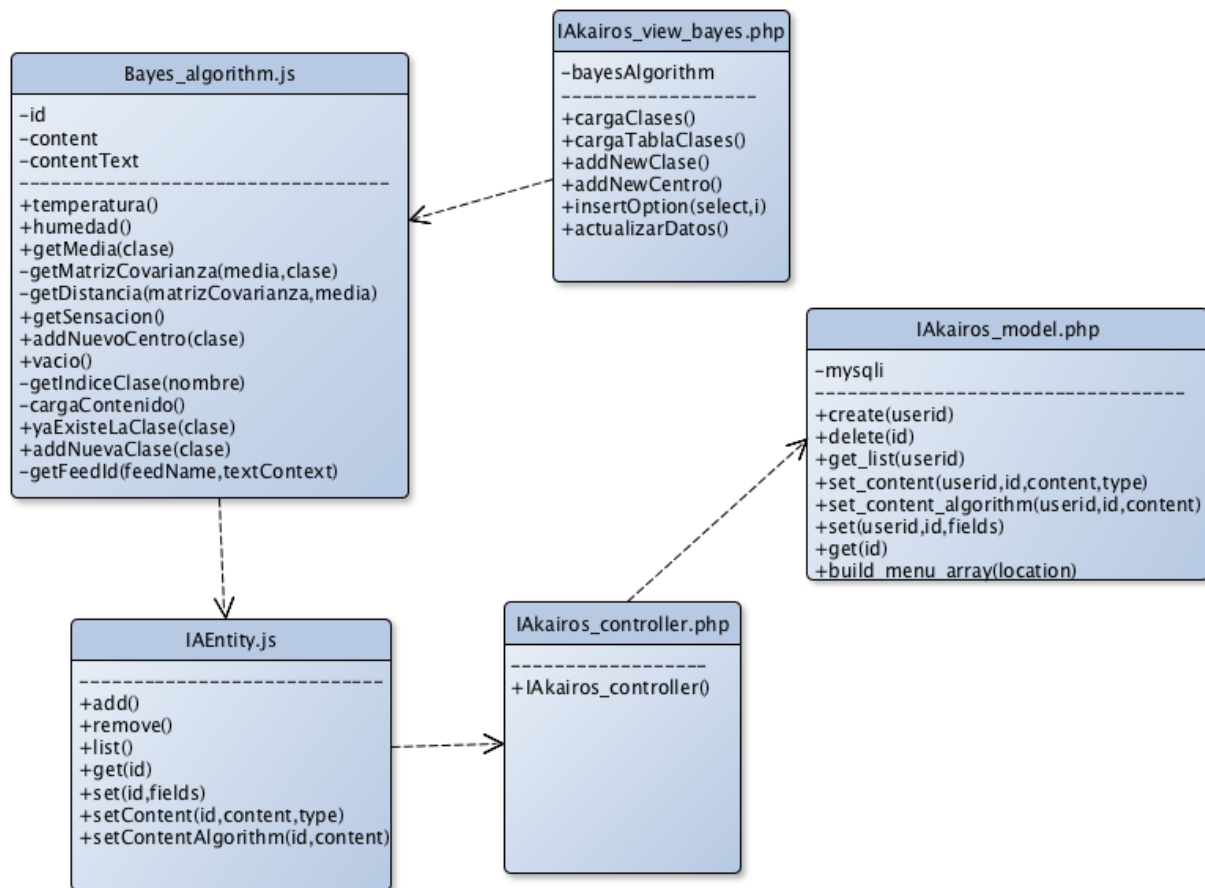 Bayes_algorithm.js
-id
-content
-contentText
+temperatura()
+humedad()
+getMedia(clase)
-getMatrizCovarianza(media,clase)
-getDistancia(matrizCovarianza,media)
+getSensacion()
+addNuevoCentro(clase)
+vacio()
-getIndiceClase(nombre)
-cargaContenido()
+yaExisteLaClase(clase)
+addNuevaClase(clase)
-getFeedId(feedName,textContext)
IAkairos_view_bayes.php
-bayesAlgorithm
+cargaClases()
+cargaTablaClases()
+addNewClase()
+addNewCentro()
+insertOption(select,i)
+actualizarDatos()
IAkairos_model.php
-mysqli
+create(userid)
+delete(id)
+get_list(userid)
+set_content(userid,id,content,type)
+set_content_algorithm(userid,id,content)
+set(userid,id,fields)
+get(id)
+build_menu_array(location)
IAEntity.js
+add()
+remove()
+list()
+get(id)
+set(id,fields)
+setContent(id,content,type)
+setContentAlgorithm(id,content)
IAkairos_controller.php
+IAkairos_controller()